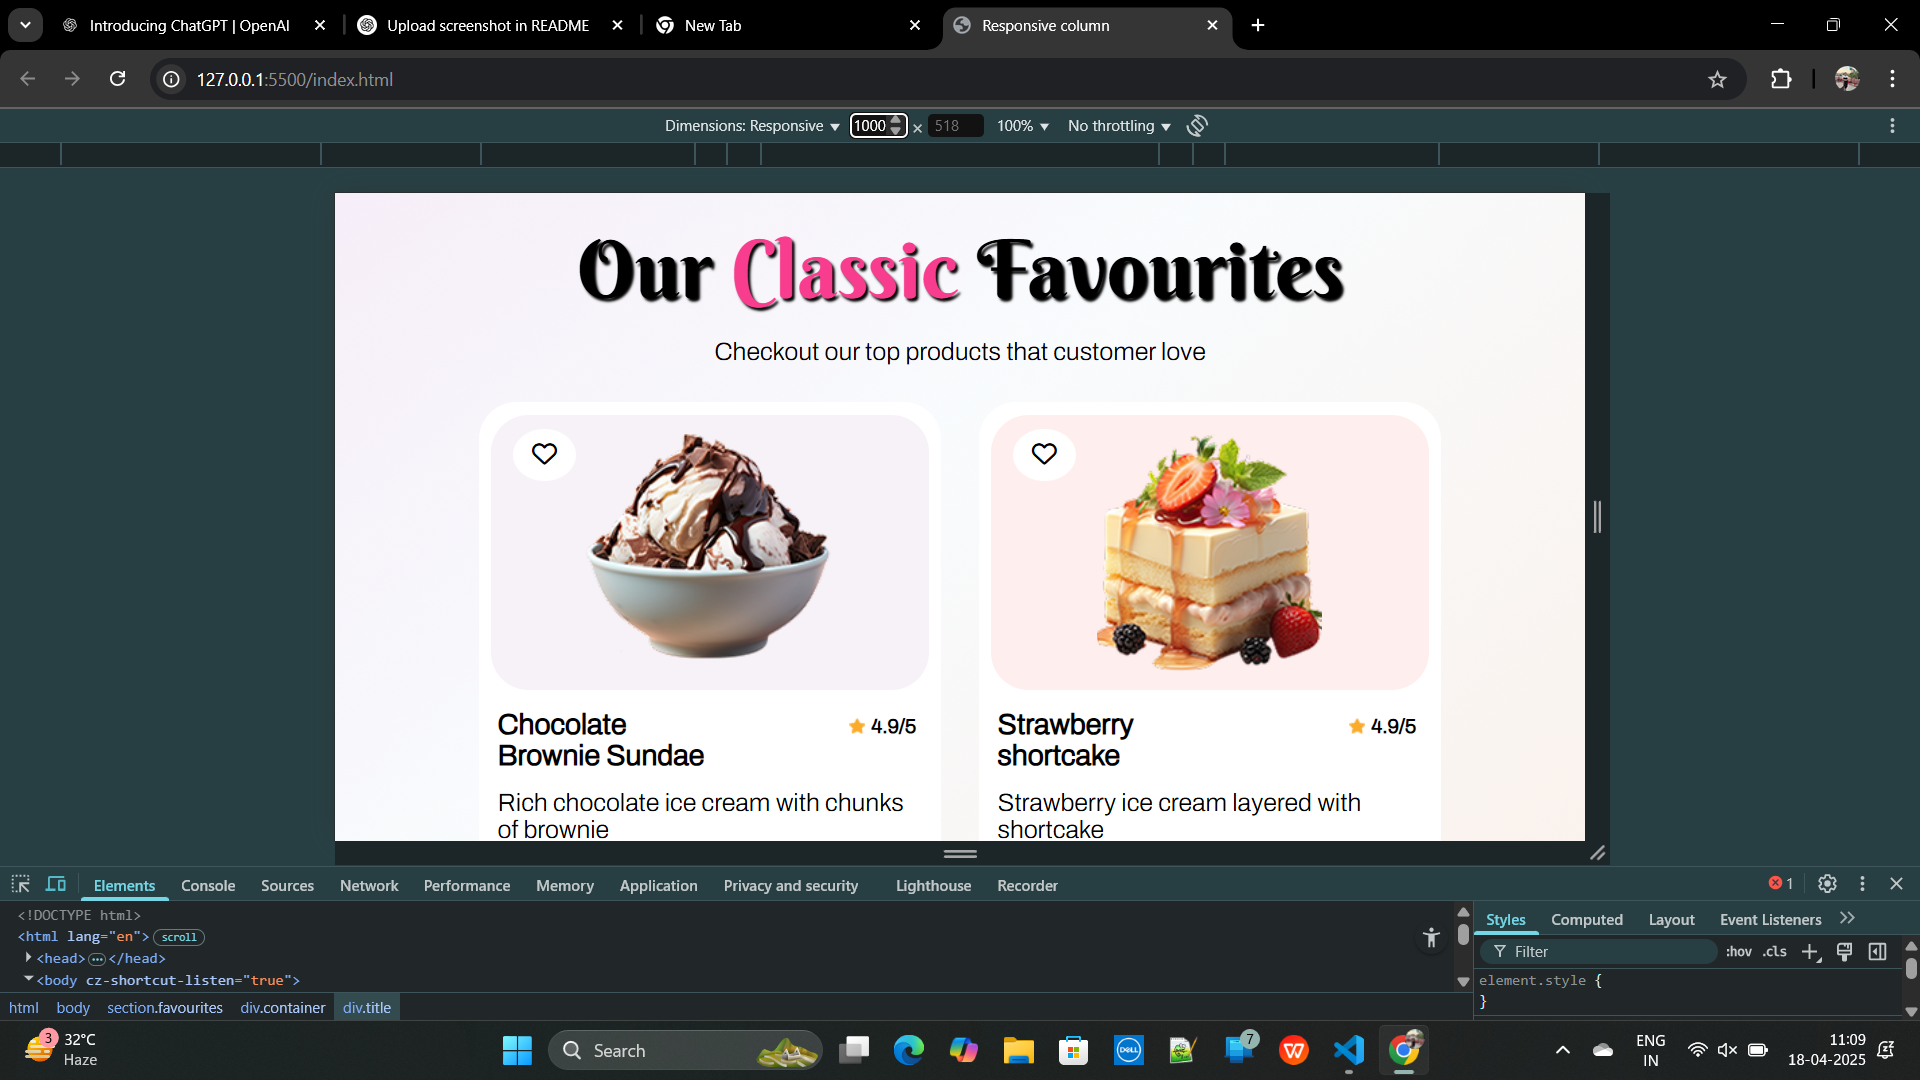 Introducing ChatGPT | OpenAI
Upload screenshot in README
New Tab
Responsive column
127.0.0.1:5500/index.html
Dimensions: Responsive
1000
×
518
100%
No throttling
Our Classic Favourites
Checkout our top products that customer love
Chocolate
Brownie Sundae
4.9/5
Rich chocolate ice cream with chunks
of brownie
Strawberry
shortcake
4.9/5
Strawberry ice cream layered with
shortcake
Elements
Console
Sources
Network
Performance
Memory
Application
Privacy and security
Lighthouse
Recorder
1
<!DOCTYPE html>
<html lang="en"> scroll
<head> ··· </head>
<body cz-shortcut-listen="true">
html
body
section.favourites
div.container
div.title
Styles
Computed
Layout
Event Listeners
Filter
:hov
.cls
element.style {
}
3
32°C
Haze
Search
DELL
7
W
ENG
IN
11:09
18-04-2025